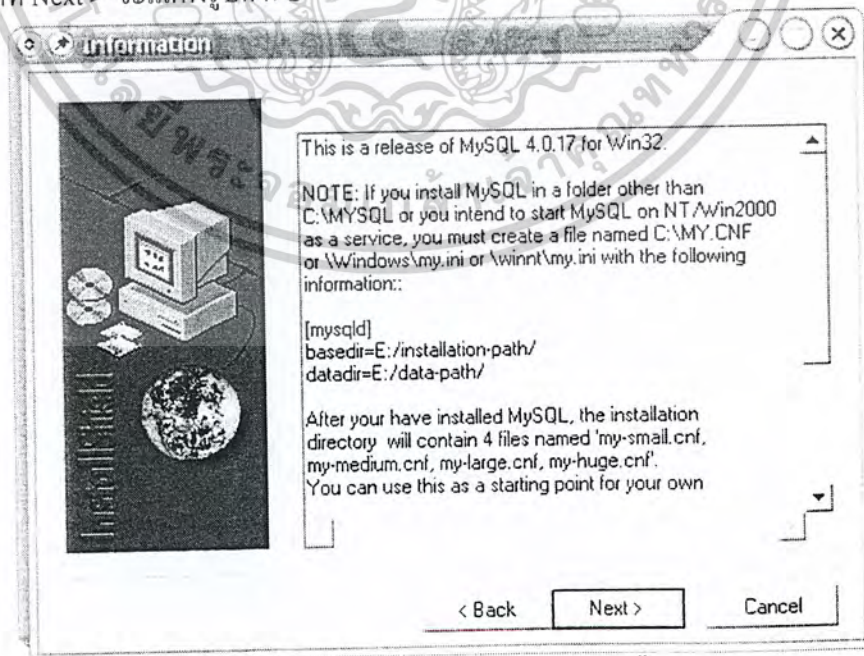 Next >
Information
This is a release of MySQL 4.0.17 for Win32.
NOTE: If you install MySQL in a folder other than
C:\MYSQL or you intend to start MySQL on NT/Win2000
as a service, you must create a file named C:\MY.CNF
or \Windows\my.ini or \winnt\my.ini with the following
information::
[mysqld]
basedir=E:/installation-path/
datadir=E:/data-path/
After your have installed MySQL, the installation
directory will contain 4 files named 'my-small.cnf,
my-medium.cnf, my-large.cnf, my-huge.cnf'.
You can use this as a starting point for your own
InstallShield
< Back
Next >
Cancel